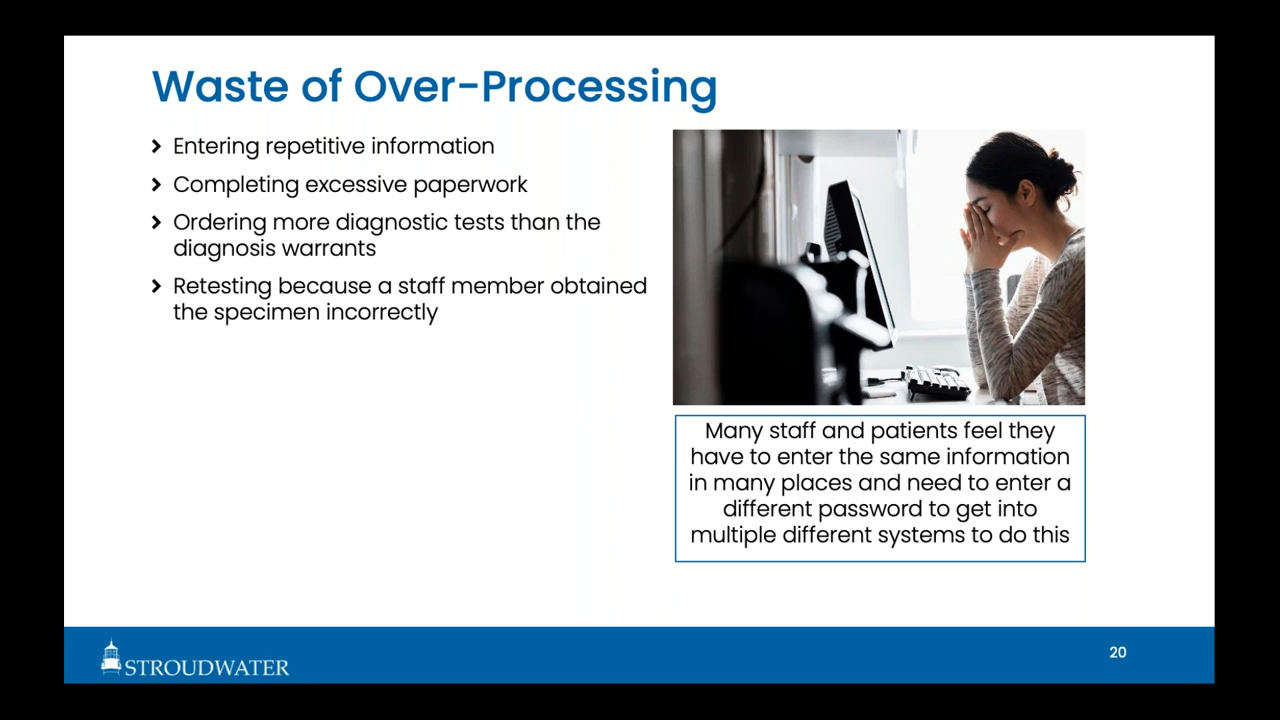 Waste of Over-Processing
Entering repetitive information
Completing excessive paperwork
Ordering more diagnostic tests than the
diagnosis warrants
Retesting because a staff member obtained
the specimen incorrectly
Many staff and patients feel they
have to enter the same information
in many places and need to enter a
different password to get into
multiple different systems to do this
STROUDWATER
20